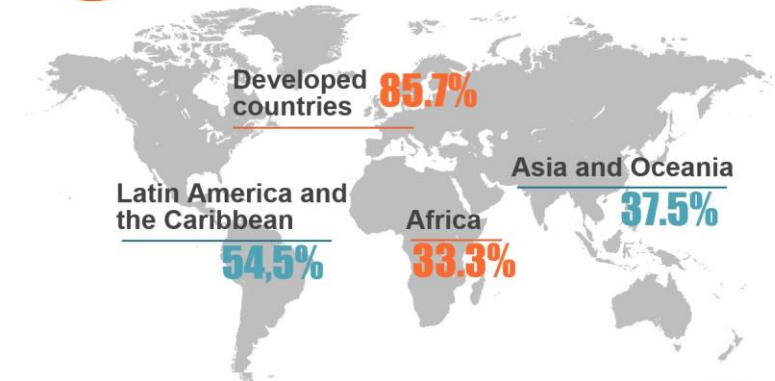 Developed
countries
85.7%
Asia and Oceania
37.5%
Latin America and
the Caribbean
54,5%
Africa
33.3%